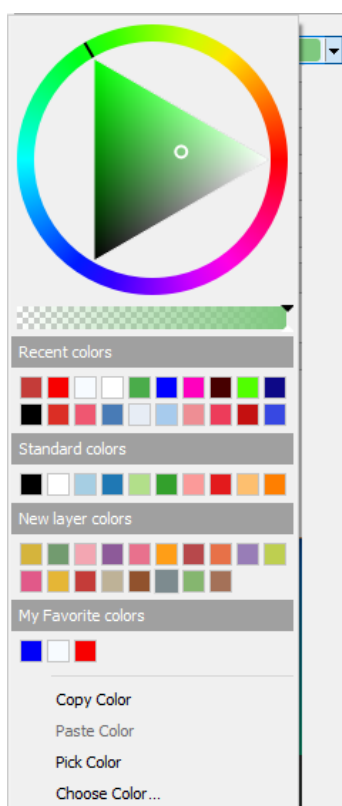 Recent colors
Standard colors
New layer colors
My Favorite colors
Copy Color
Paste Color
Pick Color
Choose Color...